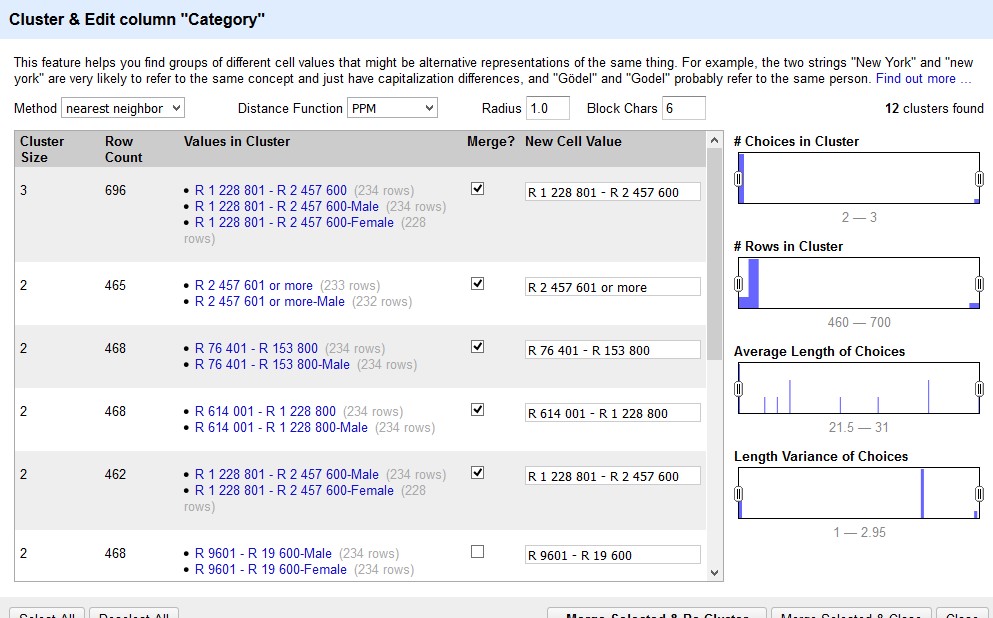 Cluster & Edit column "Category"
This feature helps you find groups of different cell values that might be alternative representations of the same thing. For example, the two strings "New York" and "new
york" are very likely to refer to the same concept and just have capitalization differences, and "Gödel" and "Godel" probably refer to the same person. Find out more ...
Method nearest neighbor Distance Function PPM Radius 1.0 Block Chars 6 12 clusters found
Cluster Size Row Count Values in Cluster Merge? New Cell Value
3 696 • R 1 228 801 - R 2 457 600 (234 rows) R 1 228 801 - R 2 457 600
• R 1 228 801 - R 2 457 600-Male (234 rows)
• R 1 228 801 - R 2 457 600-Female (228
rows)
2 465 • R 2 457 601 or more (233 rows) R 2 457 601 or more
• R 2 457 601 or more-Male (232 rows)
2 468 • R 76 401 - R 153 800 (234 rows) R 76 401 - R 153 800
• R 76 401 - R 153 800-Male (234 rows)
2 468 • R 614 001 - R 1 228 800 (234 rows) R 614 001 - R 1 228 800
• R 614 001 - R 1 228 800-Male (234 rows)
2 462 • R 1 228 801 - R 2 457 600-Male (234 rows) R 1 228 801 - R 2 457 600
• R 1 228 801 - R 2 457 600-Female (228
rows)
2 468 • R 9601 - R 19 600-Male (234 rows) R 9601 - R 19 600
• R 9601 - R 19 600-Female (234 rows)
# Choices in Cluster
2 — 3
# Rows in Cluster
460 — 700
Average Length of Choices
21.5 — 31
Length Variance of Choices
1 — 2.95
Select All Deselect All Merge Selected & Re-Cluster Merge Selected & Close Close